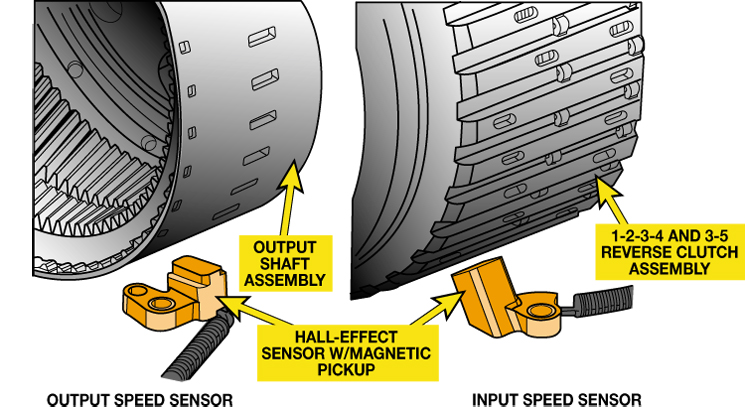 OUTPUT
SHAFT
ASSEMBLY
1-2-3-4 AND 3-5
REVERSE CLUTCH
ASSEMBLY
HALL-EFFECT
SENSOR W/MAGNETIC
PICKUP
OUTPUT SPEED SENSOR
INPUT SPEED SENSOR